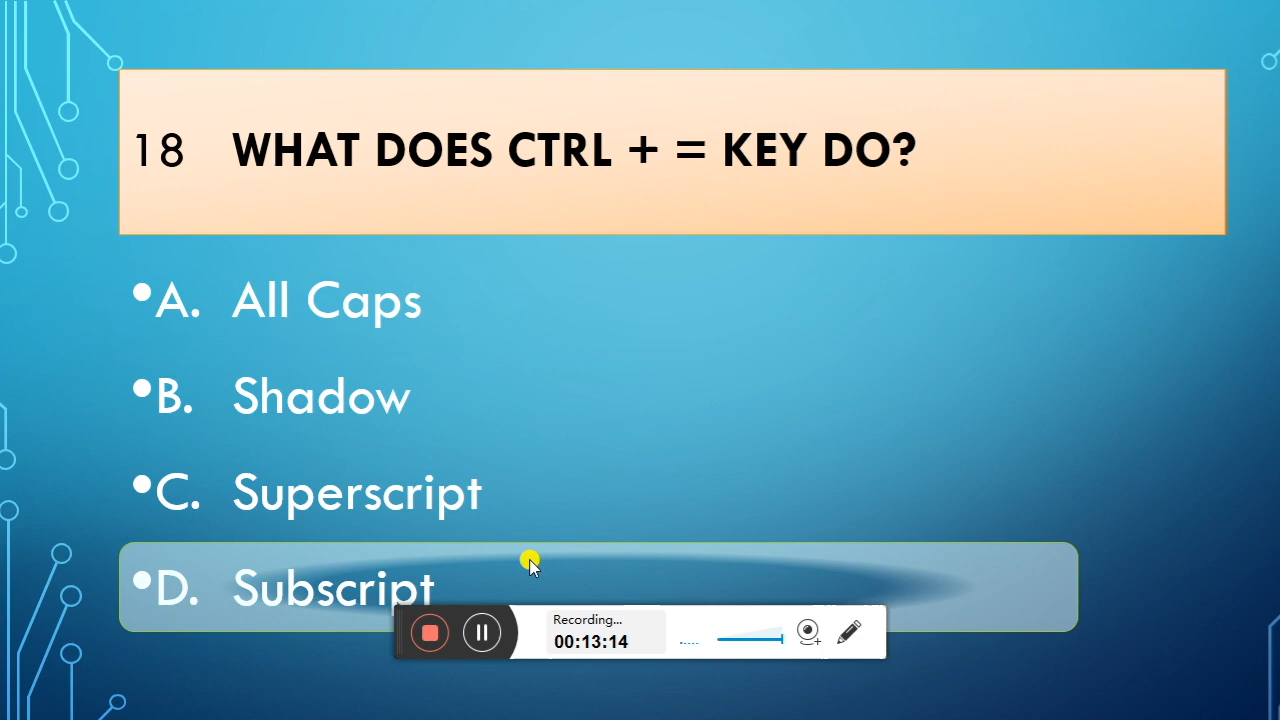 18 WHAT DOES CTRL + = KEY DO?
•A. All Caps
•B. Shadow
•C. Superscript
•D. Subscript
Recording...
00:13:14